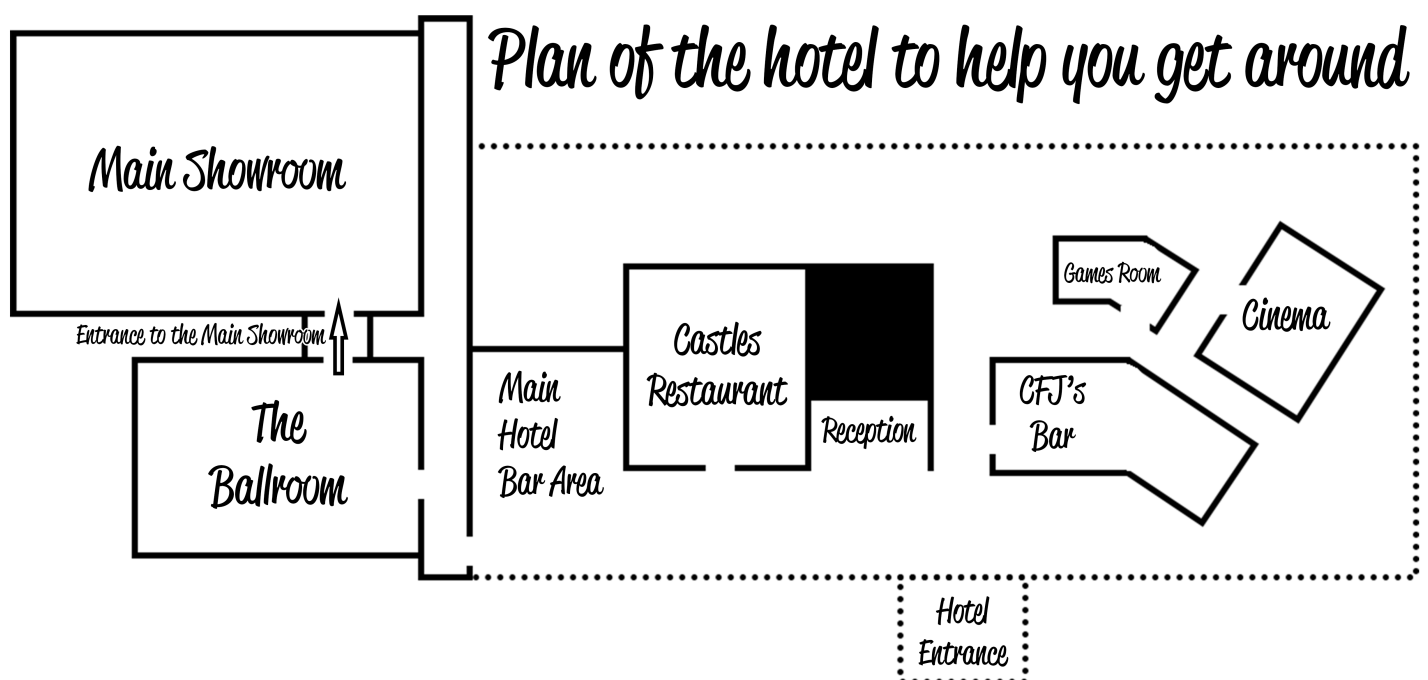 Plan of the hotel to help you get around
Main Showroom
Entrance to the Main Showroom
The
Ballroom
Main
Hotel
Bar Area
Castles
Restaurant
Reception
Games Room
Cinema
CFJ's
Bar
Hotel
Entrance